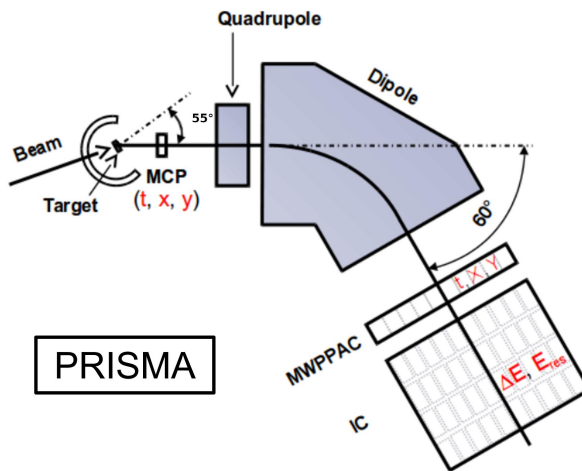 Quadrupole
Dipole
55°
Beam
Target
MCP
(t, x, y)
60°
t, X, Y
MWPPAC
PRISMA
ΔE, Eres
IC